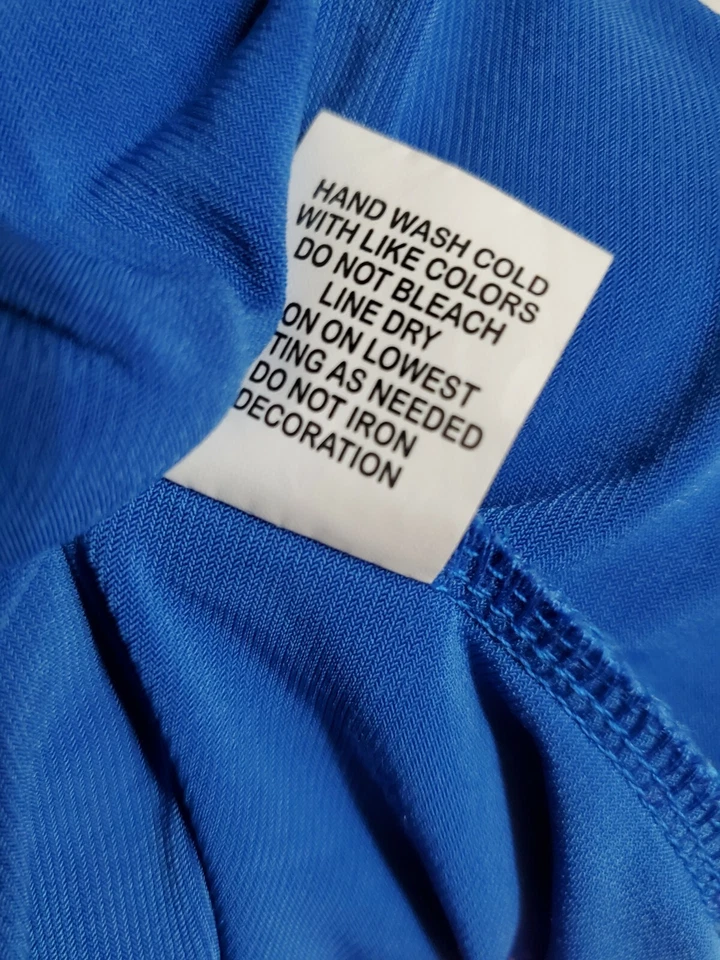 HAND WASH COLD
WITH LIKE COLORS
DO NOT BLEACH
LINE DRY
ON ON LOWEST
TING AS NEEDED
DO NOT IRON
DECORATION